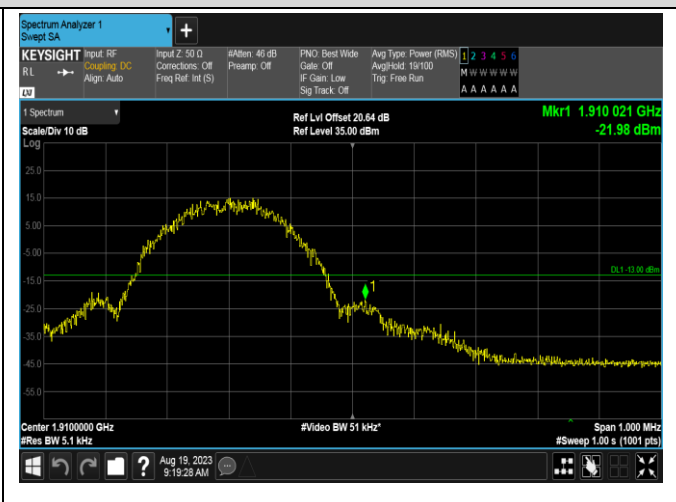 Spectrum Analyzer 1
Swept SA
+
KEYSIGHT Input: RF Input Z: 50 Ω #Atten: 46 dB PNO: Best Wide Avg Type: Power (RMS) 1 2 3 4 5 6
RL Coupling: DC Corrections: Off Preamp: Off Gate: Off Avg|Hold: 19/100 M W W W W W
Align: Auto Freq Ref: Int (S) IF Gain: Low Trig: Free Run
LXI Sig Track: Off A A A A A A
1 Spectrum Ref Lvl Offset 20.64 dB Mkr1 1.910 021 GHz
Scale/Div 10 dB Ref Level 35.00 dBm -21.98 dBm
Log
25.0
15.0
5.00
-5.00
DL1 -13.00 dBm
-15.0
1
-25.0
-35.0
-45.0
-55.0
Center 1.9100000 GHz #Video BW 51 kHz* Span 1.000 MHz
#Res BW 5.1 kHz #Sweep 1.00 s (1001 pts)
? Aug 19, 2023
9:19:28 AM